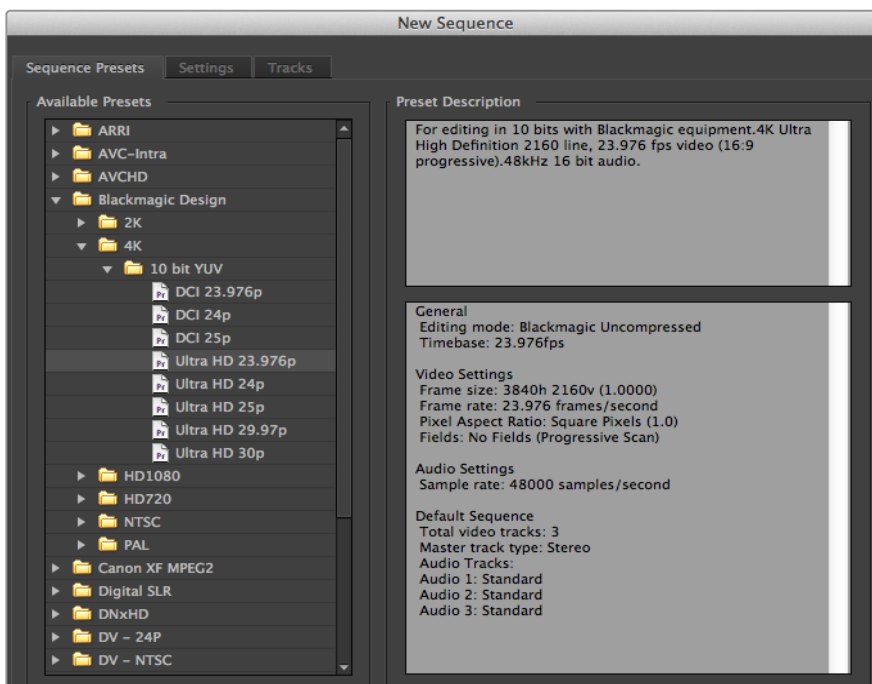 New Sequence
Sequence Presets
Settings
Tracks
Available Presets
ARRI
AVC-Intra
AVCHD
Blackmagic Design
2K
4K
10 bit YUV
DCI 23.976p
DCI 24p
DCI 25p
Ultra HD 23.976p
Ultra HD 24p
Ultra HD 25p
Ultra HD 29.97p
Ultra HD 30p
HD1080
HD720
NTSC
PAL
Canon XF MPEG2
Digital SLR
DNxHD
DV - 24P
DV - NTSC
Preset Description
For editing in 10 bits with Blackmagic equipment.4K Ultra
High Definition 2160 line, 23.976 fps video (16:9
progressive).48kHz 16 bit audio.
General
Editing mode: Blackmagic Uncompressed
Timebase: 23.976fps
Video Settings
Frame size: 3840h 2160v (1.0000)
Frame rate: 23.976 frames/second
Pixel Aspect Ratio: Square Pixels (1.0)
Fields: No Fields (Progressive Scan)
Audio Settings
Sample rate: 48000 samples/second
Default Sequence
Total video tracks: 3
Master track type: Stereo
Audio Tracks:
Audio 1: Standard
Audio 2: Standard
Audio 3: Standard